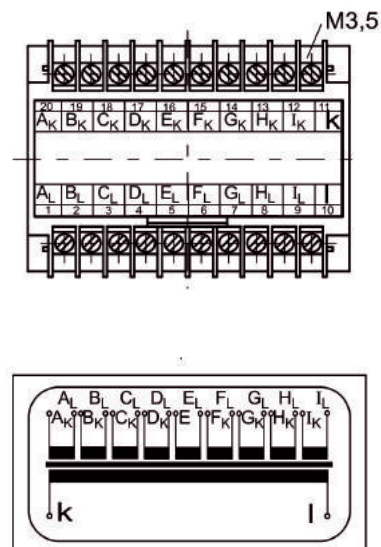 M3,5
20 19 18 17 16 15 14 13 12 11
AK BK CK DK EK FK GK HK IK k
AL BL CL DL EL FL GL HL IL l
1 2 3 4 5 6 7 8 9 10
AL BL CL DL EL FL GL HL IL
AK BK CK DK E FK GK HK IK
k l